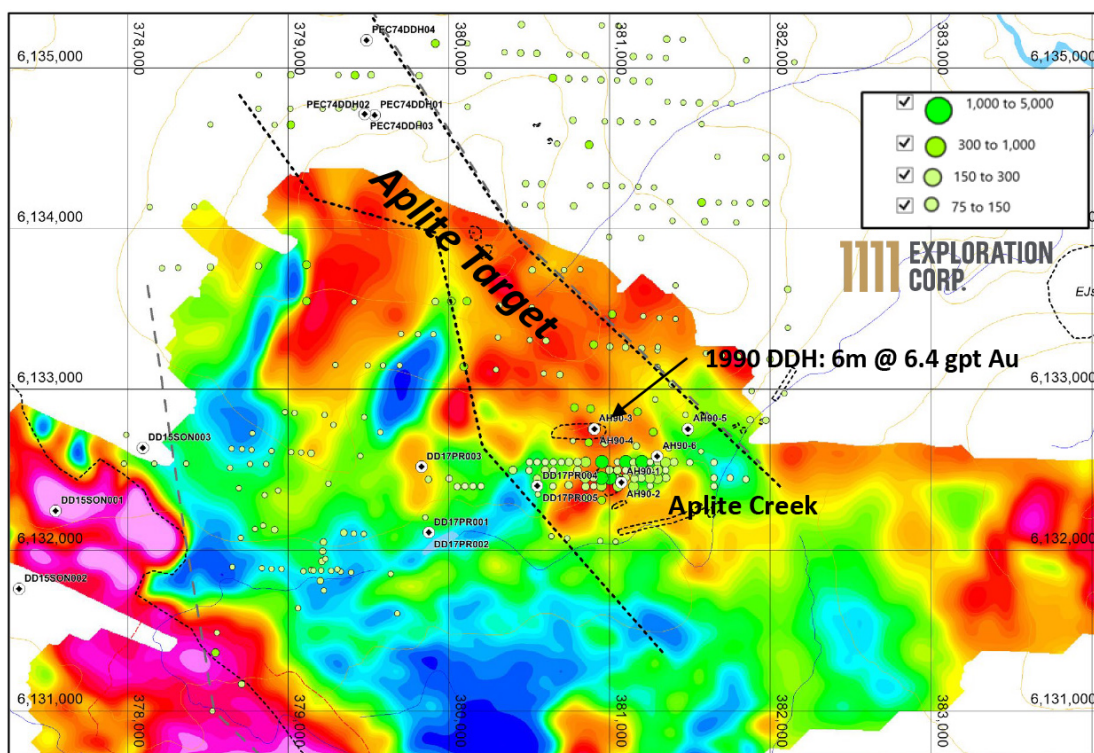 378,000
379,000
380,000
381,000
382,000
383,000
PEC74DDH04
6,135,000
6,135,000
PEC74DDH02
PEC74DDH01
PEC74DDH03
1,000 to 5,000
300 to 1,000
150 to 300
75 to 150
6,134,000
Aplite Target
1111 EXPLORATION
CORP.
EJs
1990 DDH: 6m @ 6.4 gpt Au
6,133,000
6,133,000
AH90-3
AH90-5
AH90-4
DD15SON003
AH90-6
DD17PR003
DD17PR004
AH90-1
DD17PR005
AH90-2
DD15SON001
Aplite Creek
DD17PR001
DD17PR002
6,132,000
6,132,000
DD15SON002
6,131,000
6,131,000
378,000
379,000
380,000
381,000
382,000
383,000